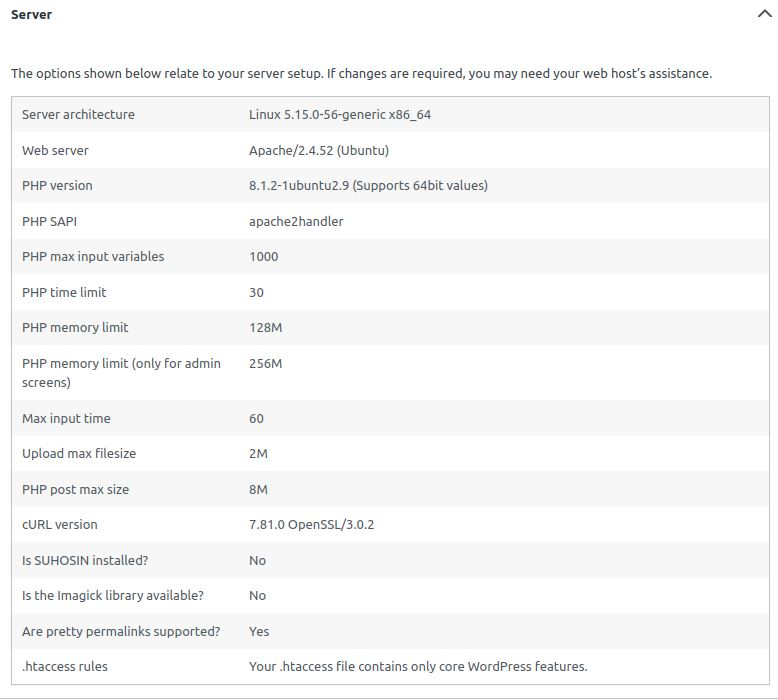 Server
The options shown below relate to your server setup. If changes are required, you may need your web host's assistance.
Server architecture Linux 5.15.0-56-generic x86_64
Web server Apache/2.4.52 (Ubuntu)
PHP version 8.1.2-1ubuntu2.9 (Supports 64bit values)
PHP SAPI apache2handler
PHP max input variables 1000
PHP time limit 30
PHP memory limit 128M
PHP memory limit (only for admin 256M
screens)
Max input time 60
Upload max filesize 2M
PHP post max size 8M
cURL version 7.81.0 OpenSSL/3.0.2
Is SUHOSIN installed? No
Is the Imagick library available? No
Are pretty permalinks supported? Yes
.htaccess rules Your .htaccess file contains only core WordPress features.